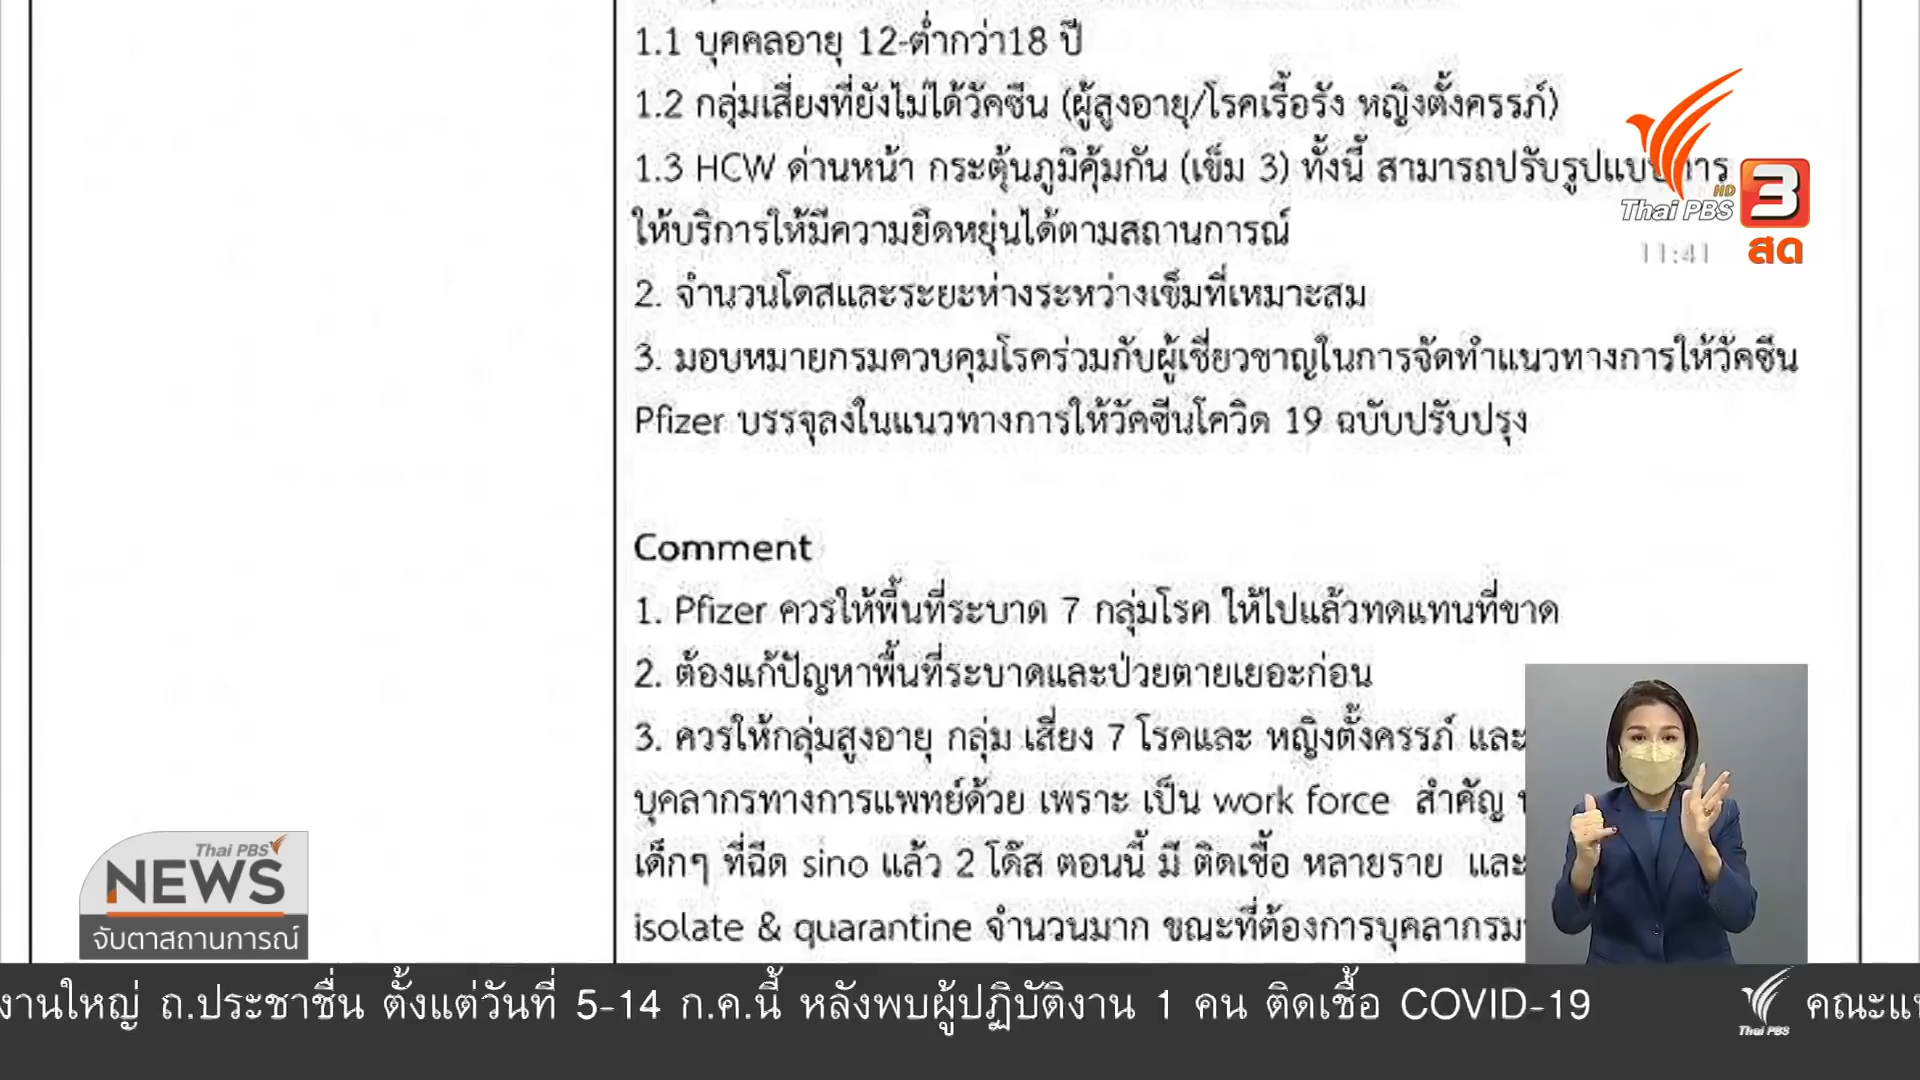 1.1 บุคคลอายุ 12-ต่ำกว่า18 ปี
1.2 กลุ่มเสี่ยงที่ยังไม่ได้วัคซีน (ผู้สูงอายุ/โรคเรื้อรัง หญิงตั้งครรภ์)
1.3 HCW ด่านหน้า กระตุ้นภูมิคุ้มกัน (เข็ม 3) ทั้งนี้ สามารถปรับรูปแบบการ
ให้บริการให้มีความยืดหยุ่นได้ตามสถานการณ์
2. จำนวนโดสและระยะห่างระหว่างเข็มที่เหมาะสม
3. มอบหมายกรมควบคุมโรคร่วมกับผู้เชี่ยวชาญในการจัดทำแนวทางการให้วัคซีน
Pfizer บรรจุลงในแนวทางการให้วัคซีนโควิด 19 ฉบับปรับปรุง
HD
Thai PBS 3
11:41 สด
Comment
1. Pfizer ควรให้พื้นที่ระบาด 7 กลุ่มโรค ให้ไปแล้วทดแทนที่ขาด
2. ต้องแก้ปัญหาพื้นที่ระบาดและป่วยตายเยอะก่อน
3. ควรให้กลุ่มสูงอายุ กลุ่ม เสี่ยง 7 โรคและ หญิงตั้งครรภ์ และ
บุคลากรทางการแพทย์ด้วย เพราะ เป็น work force สำคัญ
เด็กๆ ที่ฉีด sino แล้ว 2 โด๊ส ตอนนี้ มี ติดเชื้อ หลายราย และ
isolate & quarantine จำนวนมาก ขณะที่ต้องการบุคลากร
Thai PBS
NEWS
จับตาสถานการณ์
งานใหญ่ ถ.ประชาชื่น ตั้งแต่วันที่ 5-14 ก.ค.นี้ หลังพบผู้ปฏิบัติงาน 1 คน ติดเชื้อ COVID-19
Thai PBS